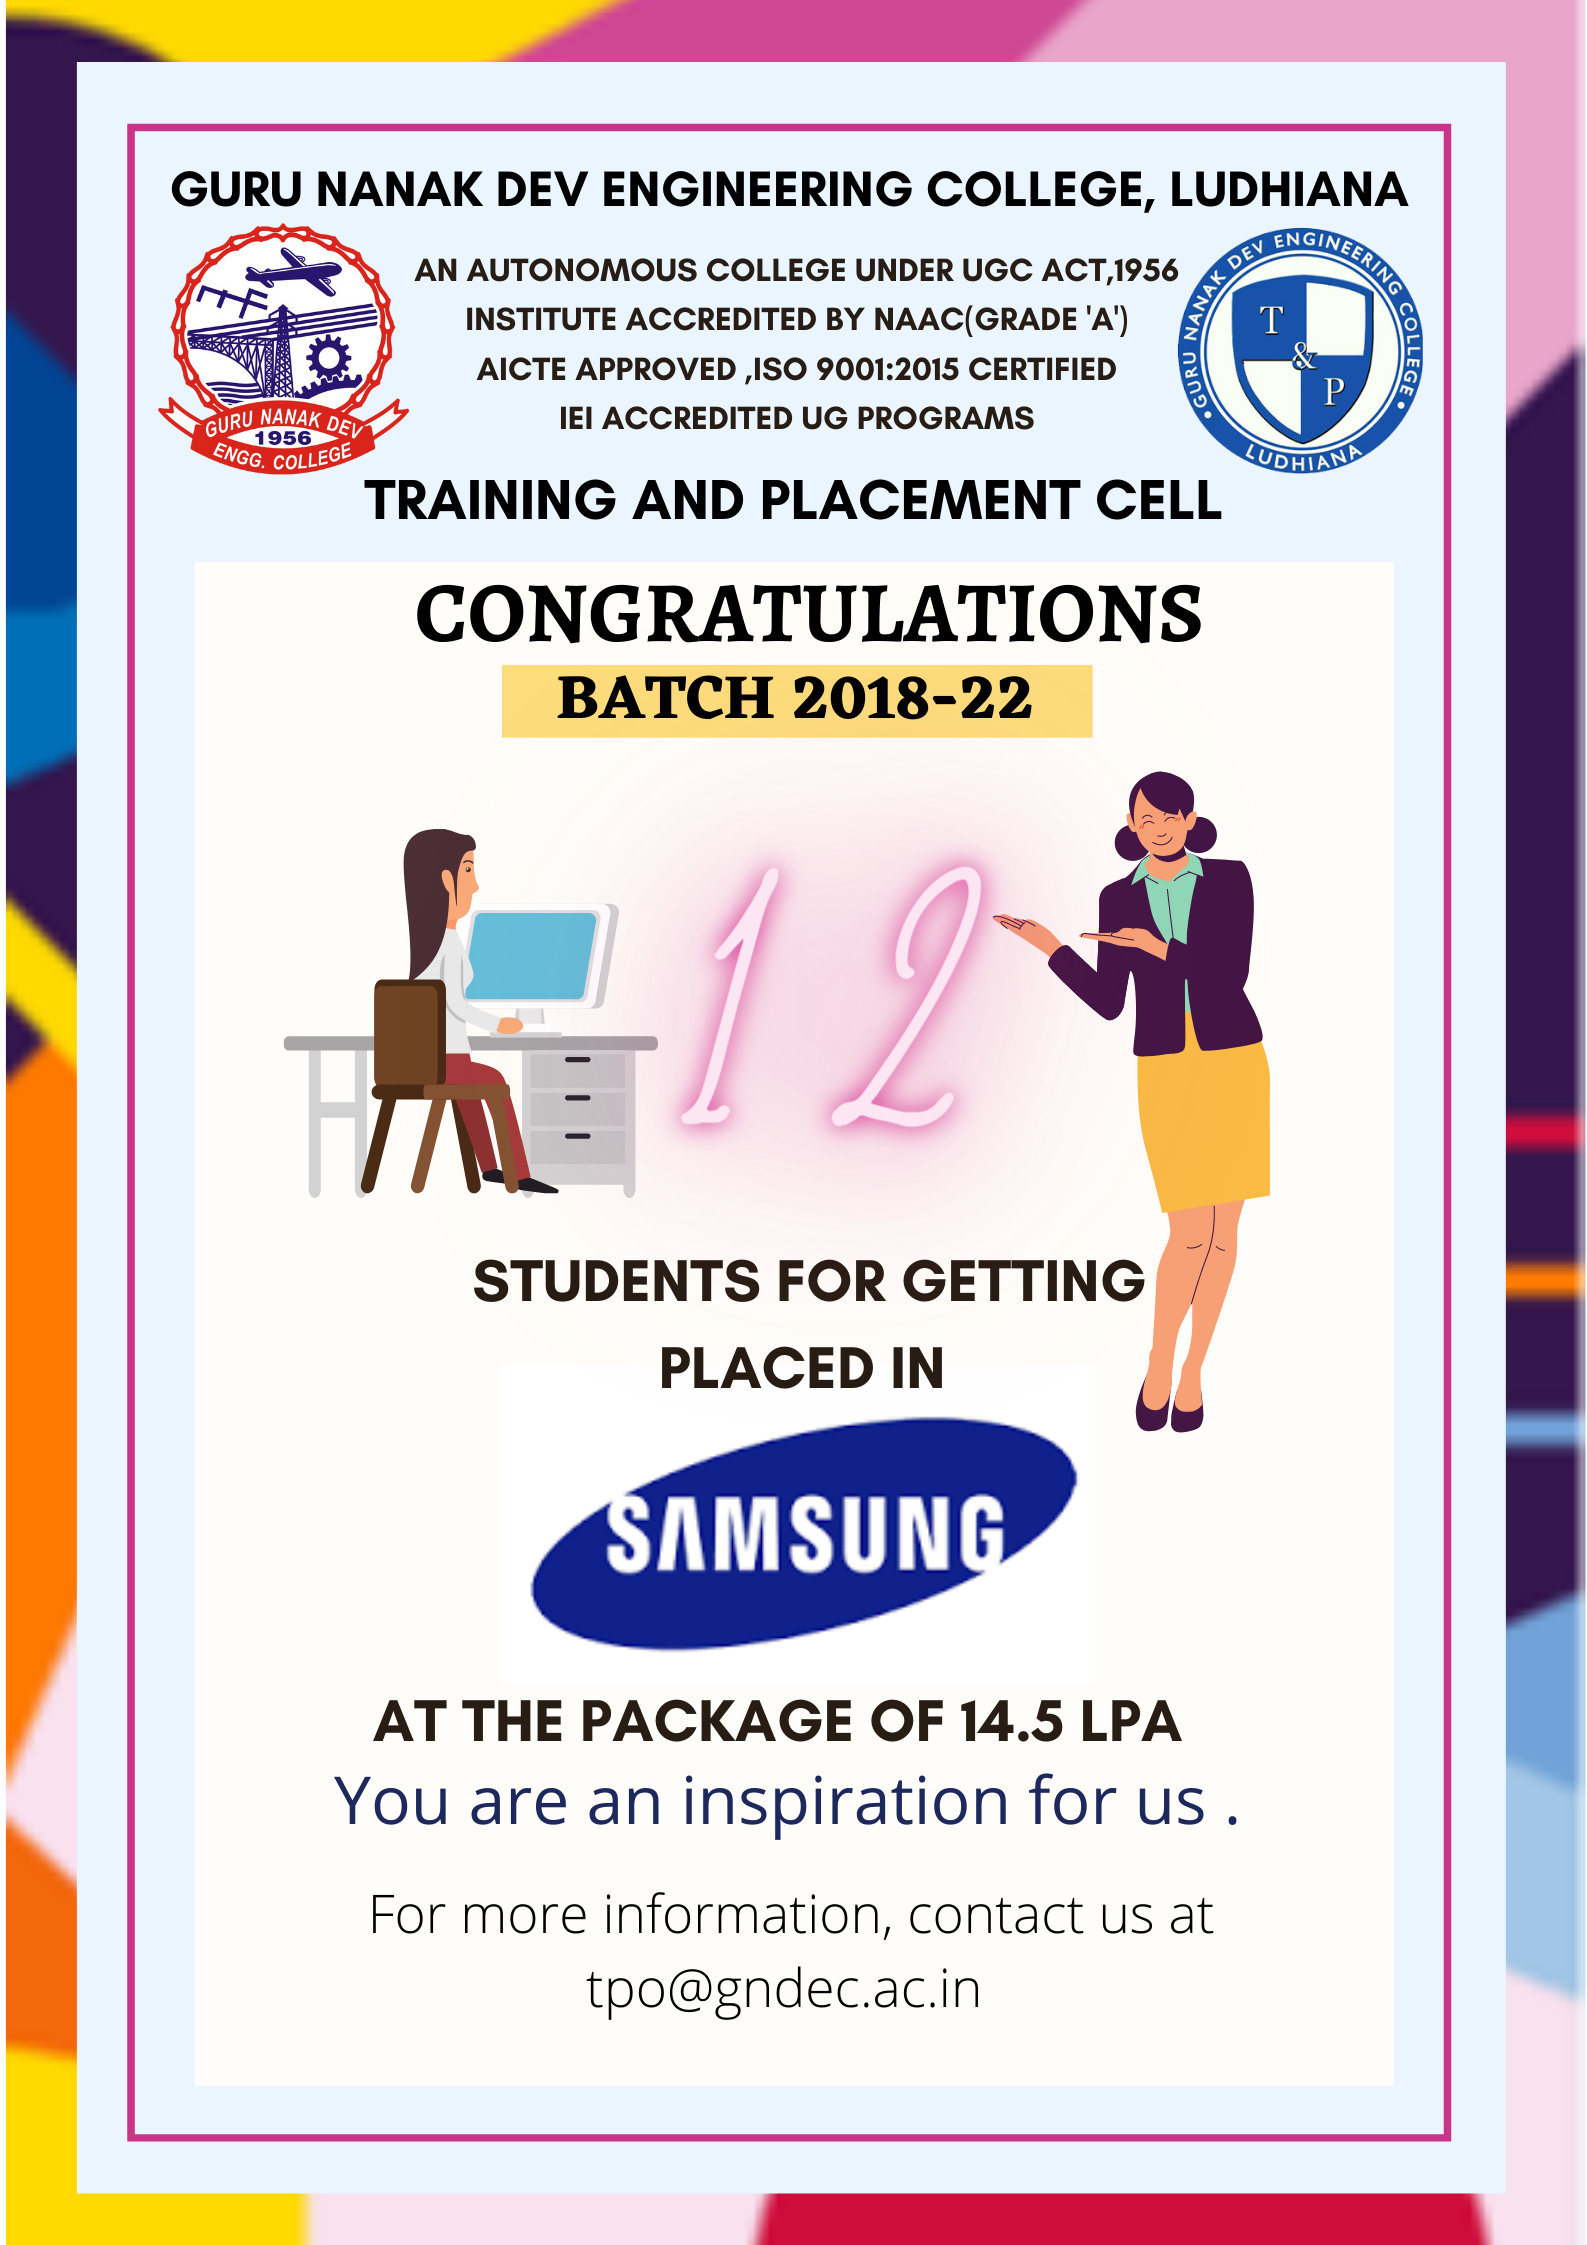 GURU NANAK DEV ENGINEERING COLLEGE, LUDHIANA
AN AUTONOMOUS COLLEGE UNDER UGC ACT,1956
INSTITUTE ACCREDITED BY NAAC(GRADE 'A')
AICTE APPROVED ,ISO 9001:2015 CERTIFIED
IEI ACCREDITED UG PROGRAMS
GURU NANAK DEV
1956
ENGG. COLLEGE
GURU NANAK DEV ENGINEERING COLLEGE
T
&
P
LUDHIANA
TRAINING AND PLACEMENT CELL
CONGRATULATIONS
BATCH 2018-22
12
STUDENTS FOR GETTING
PLACED IN
SAMSUNG
AT THE PACKAGE OF 14.5 LPA
You are an inspiration for us .
For more information, contact us at
tpo@gndec.ac.in